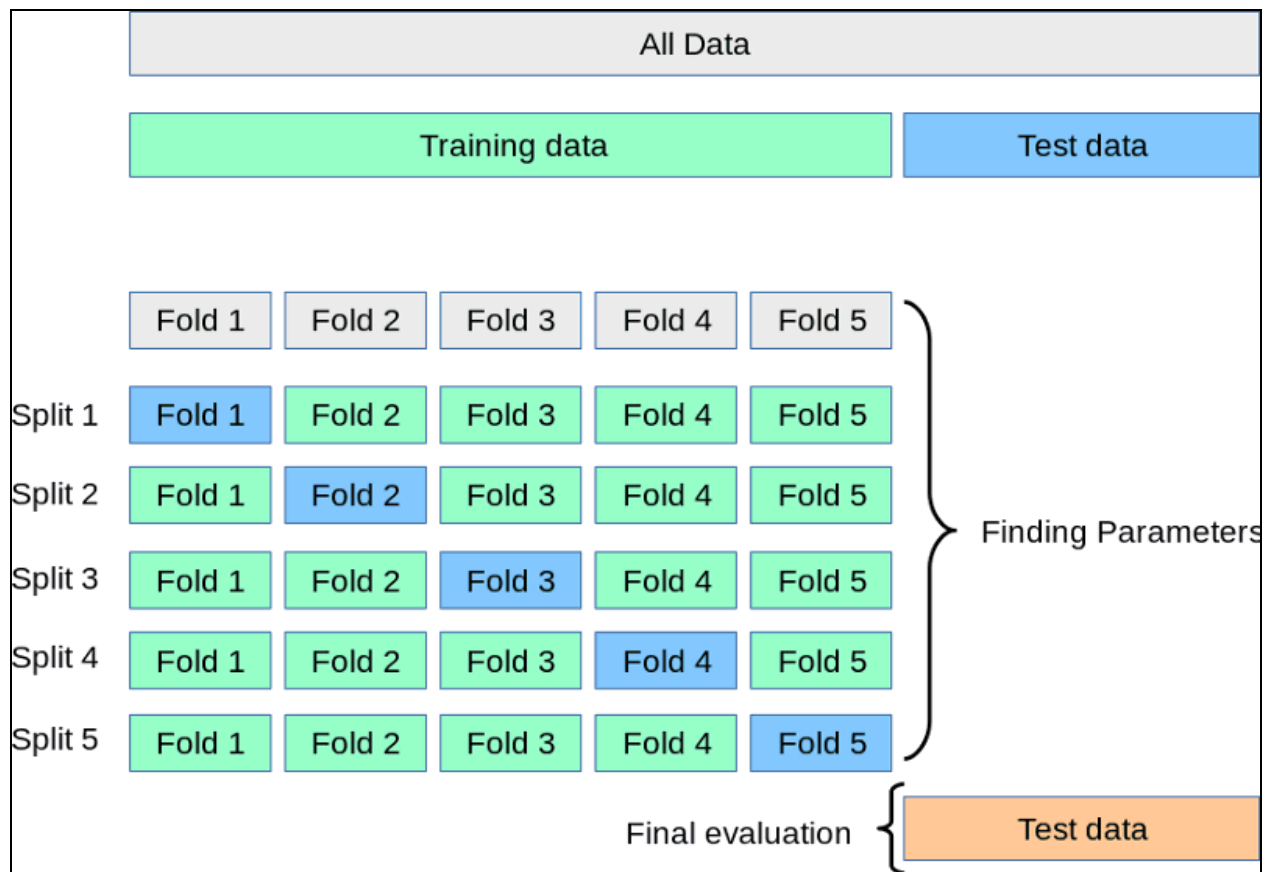 All Data
Training data Test data
Fold 1 Fold 2 Fold 3 Fold 4 Fold 5
Split 1 Fold 1 Fold 2 Fold 3 Fold 4 Fold 5
Split 2 Fold 1 Fold 2 Fold 3 Fold 4 Fold 5
Split 3 Fold 1 Fold 2 Fold 3 Fold 4 Fold 5
Split 4 Fold 1 Fold 2 Fold 3 Fold 4 Fold 5
Split 5 Fold 1 Fold 2 Fold 3 Fold 4 Fold 5
Finding Parameters
Final evaluation Test data